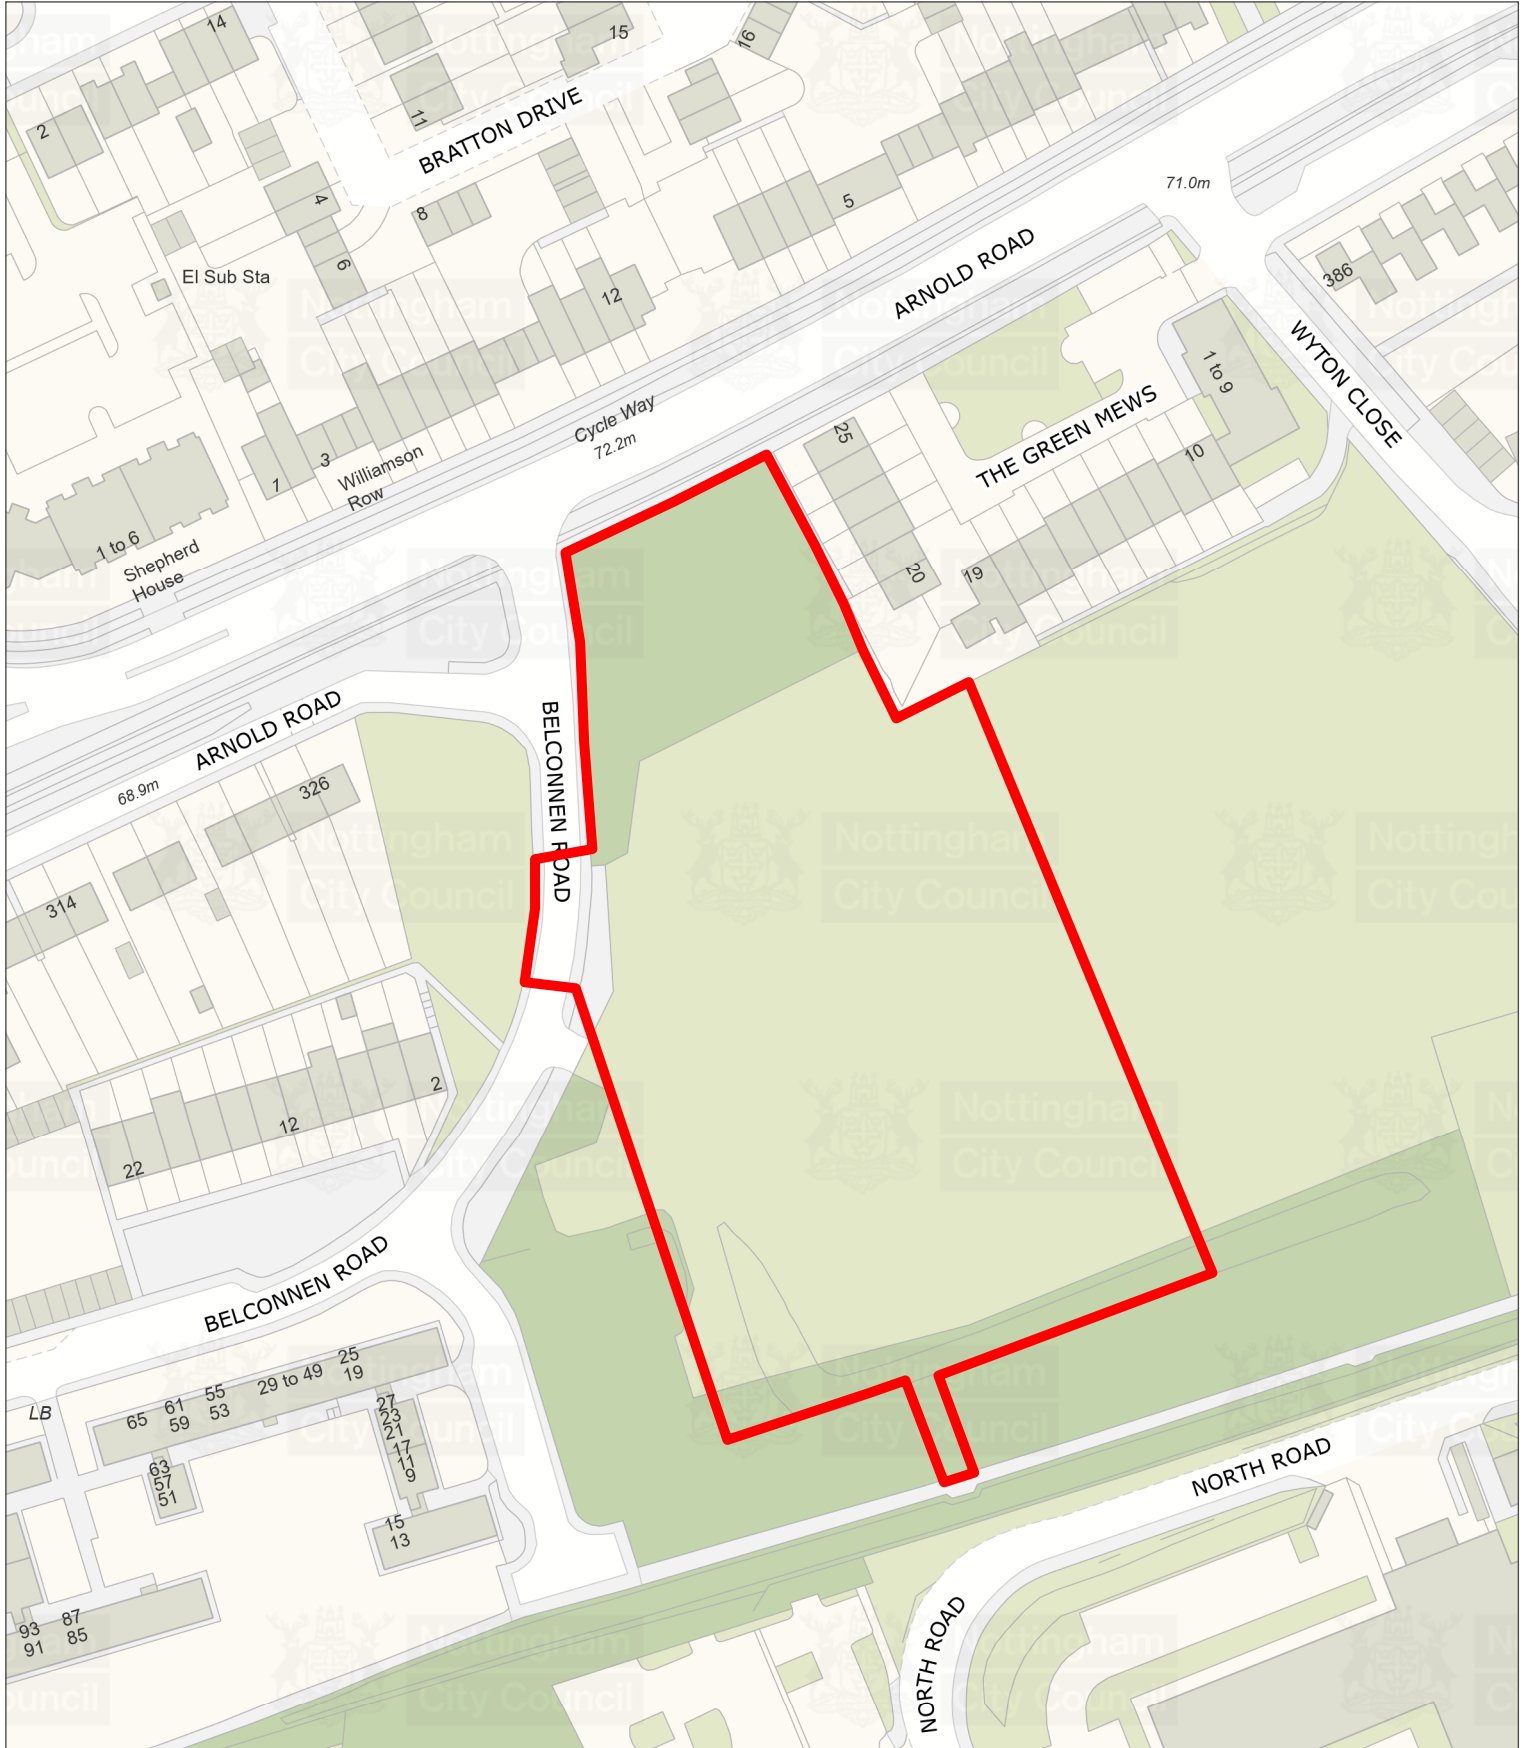 14
15
16
2
11
BRATTON DRIVE
71.0m
4
8
5
ARNOLD ROAD
6
El Sub Sta
386
12
WYTON CLOSE
1 to 9
THE GREEN MEWS
Cycle Way
72.2m
25
10
3
Williamson
Row
1
1 to 6
Shepherd
House
20
19
ARNOLD ROAD
BELCONNEN ROAD
68.9m
326
314
2
12
22
BELCONNEN ROAD
25
19
29 to 49
55
53
61
59
65
LB
27
23
21
17
11
9
63
57
51
15
13
NORTH ROAD
87
85
93
91
NORTH ROAD
Nottingham
City Council